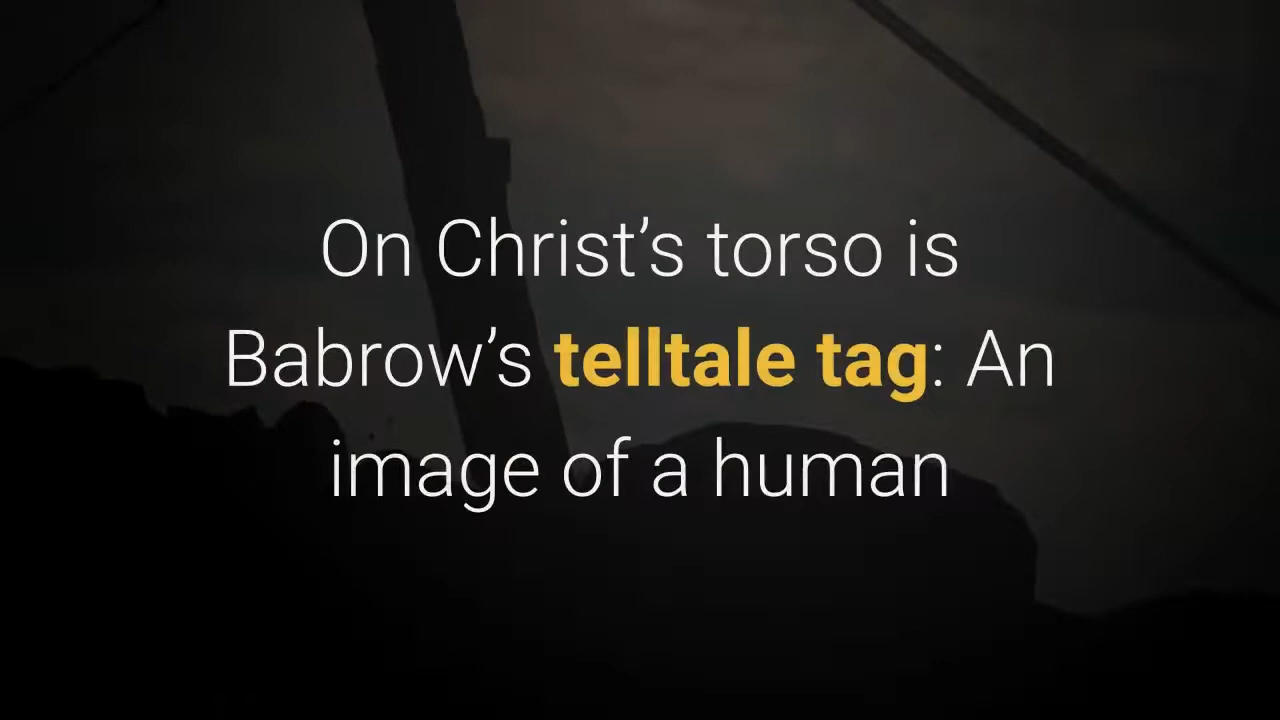 On Christ’s torso is
Babrow’s telltale tag: An
image of a human